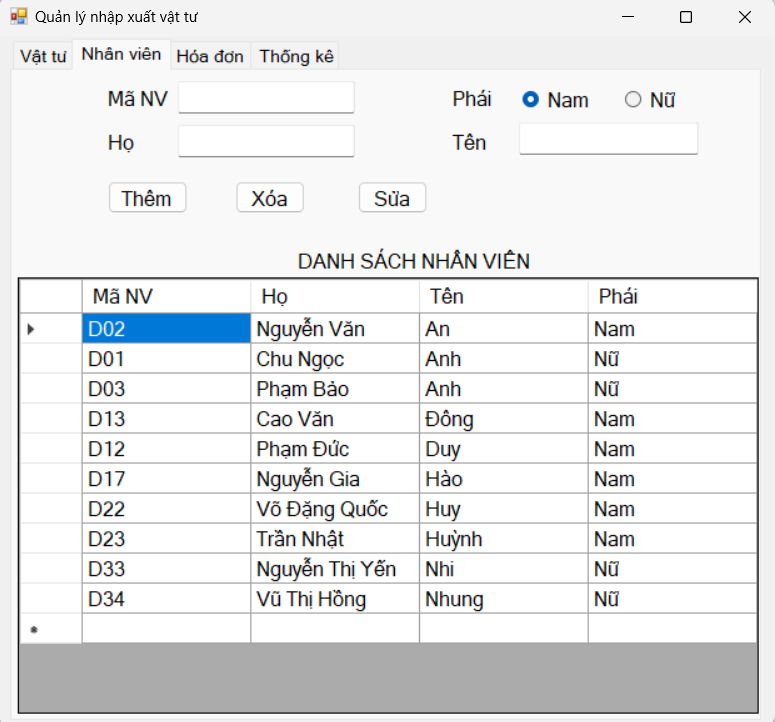 Quản lý nhập xuất vật tư
Vật tư Nhân viên Hóa đơn Thống kê
Mã NV Phái Nam Nữ
Họ Tên
Thêm Xóa Sửa
DANH SÁCH NHÂN VIÊN
Mã NV Họ Tên Phái
D02 Nguyễn Văn An Nam
D01 Chu Ngọc Anh Nữ
D03 Phạm Bảo Anh Nữ
D13 Cao Văn Đông Nam
D12 Phạm Đức Duy Nam
D17 Nguyễn Gia Hào Nam
D22 Võ Đặng Quốc Huy Nam
D23 Trần Nhật Huỳnh Nam
D33 Nguyễn Thị Yến Nhi Nữ
D34 Vũ Thị Hồng Nhung Nữ